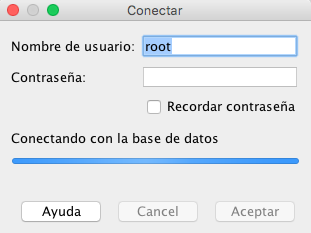 Conectar
Nombre de usuario: root
Contraseña:
Recordar contraseña
Conectando con la base de datos
Ayuda Cancel Aceptar